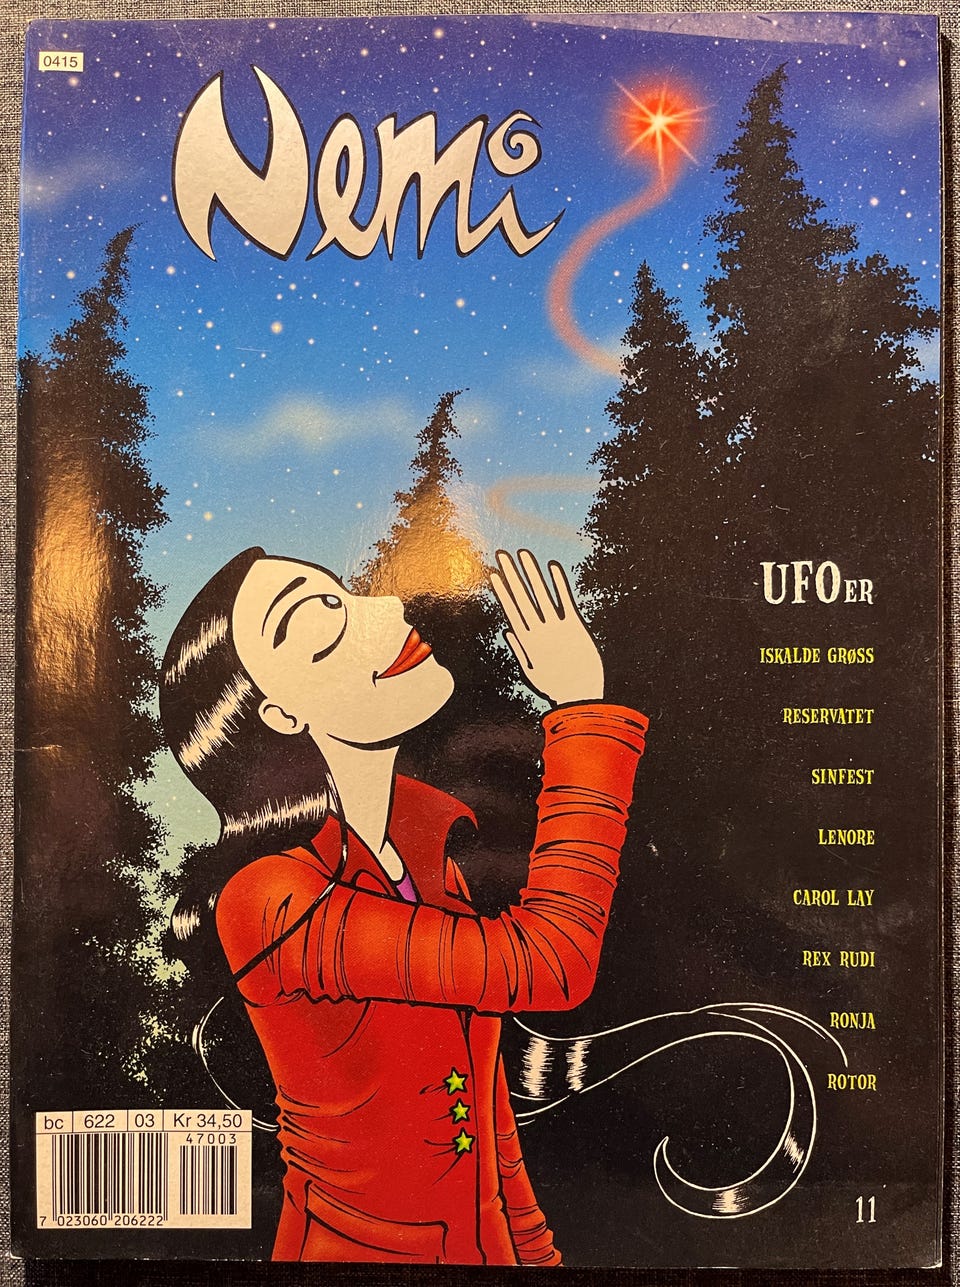 0415
Nemi
UFOER
ISKALDE GRØSS
RESERVATET
SINFEST
LENORE
CAROL LAY
REX RUDI
RONJA
ROTOR
11
bc 622 03 Kr 34,50
47003
7 023060 206222